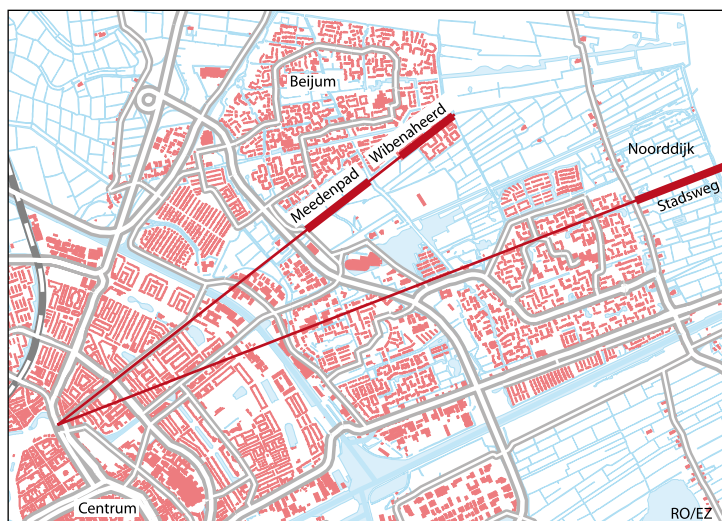 Beijum
Wibenaheerd
Meedenpad
Noorddijk
Stadsweg
Centrum
RO/EZ